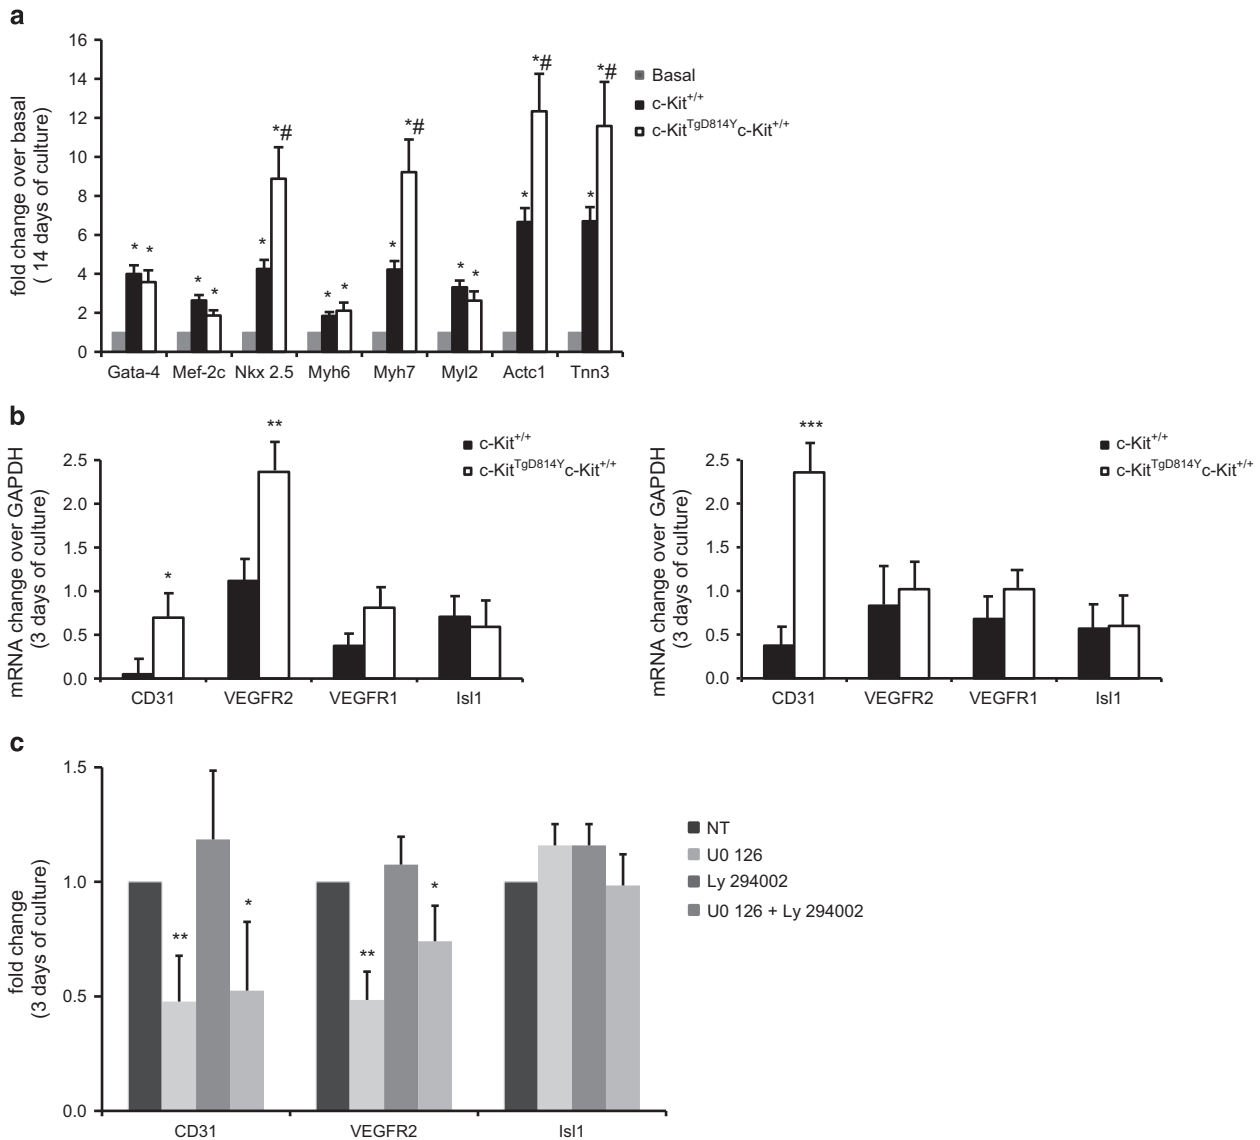 a
fold change over basal
( 14 days of culture)
16
14
12
10
8
6
4
2
0
* * * * * *# * * * *# * * * *# * *#
Gata-4 Mef-2c Nkx 2.5 Myh6 Myh7 Myl2 Actc1 Tnn3
Basal
c-Kit+/+
c-KitTgD814Yc-Kit+/+
b
mRNA change over GAPDH
(3 days of culture)
2.5
2.0
1.5
1.0
0.5
0.0
* **
CD31 VEGFR2 VEGFR1 Isl1
c-Kit+/+
c-KitTgD814Yc-Kit+/+
mRNA change over GAPDH
(3 days of culture)
2.5
2.0
1.5
1.0
0.5
0.0
***
CD31 VEGFR2 VEGFR1 Isl1
c-Kit+/+
c-KitTgD814Yc-Kit+/+
c
fold change
(3 days of culture)
1.5
1.0
0.5
0.0
** * ** *
CD31 VEGFR2 Isl1
NT
U0 126
Ly 294002
U0 126 + Ly 294002